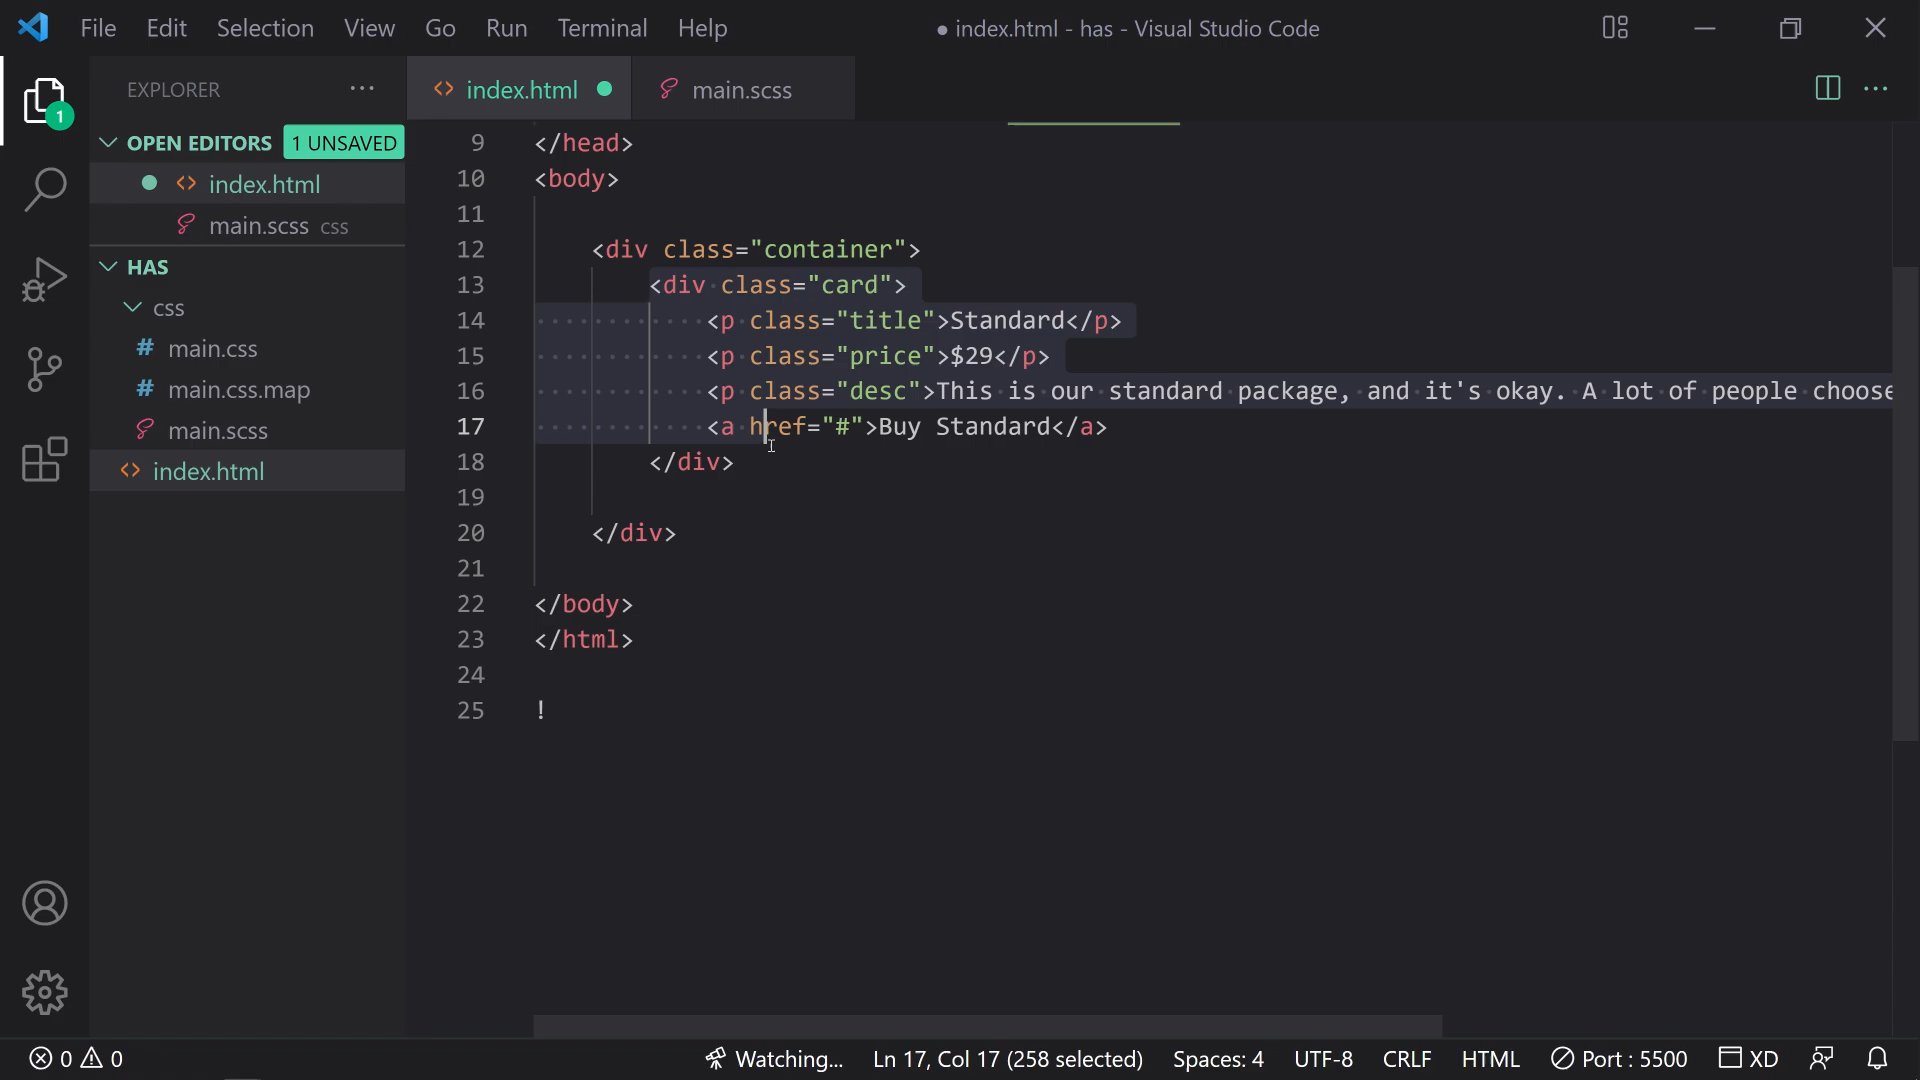 File Edit Selection View Go Run Terminal Help
● index.html - has - Visual Studio Code
EXPLORER
1
OPEN EDITORS 1 UNSAVED
index.html
main.scss css
HAS
css
# main.css
# main.css.map
main.scss
<> index.html
<> index.html
main.scss
9 </head>
10 <body>
11
12 <div class="container">
13 <div class="card">
14 <p class="title">Standard</p>
15 <p class="price">$29</p>
16 <p class="desc">This is our standard package, and it's okay. A lot of people choose
17 <a href="#">Buy Standard</a>
18 </div>
19
20 </div>
21
22 </body>
23 </html>
24
25 !
0 0 Watching... Ln 17, Col 17 (258 selected) Spaces: 4 UTF-8 CRLF HTML Port : 5500 XD